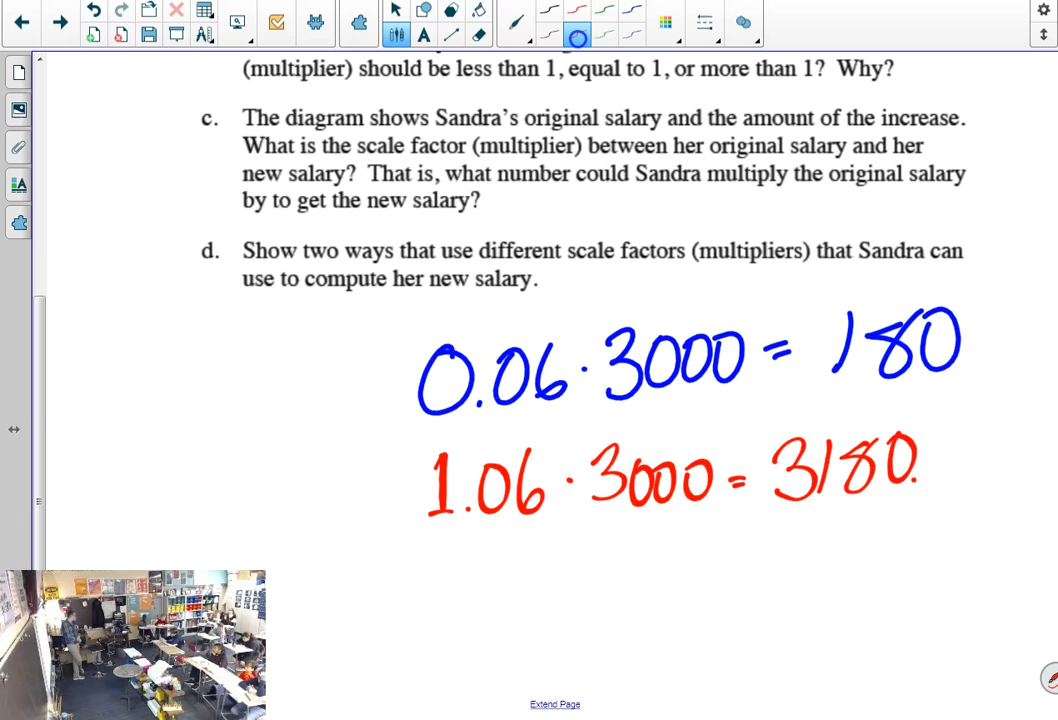 (multiplier) should be less than 1, equal to 1, or more than 1? Why?
c. The diagram shows Sandra's original salary and the amount of the increase.
What is the scale factor (multiplier) between her original salary and her
new salary? That is, what number could Sandra multiply the original salary
by to get the new salary?
d. Show two ways that use different scale factors (multipliers) that Sandra can
use to compute her new salary.
0.06 · 3000 = 180
1.06 · 3000 = 3180.
Extend Page